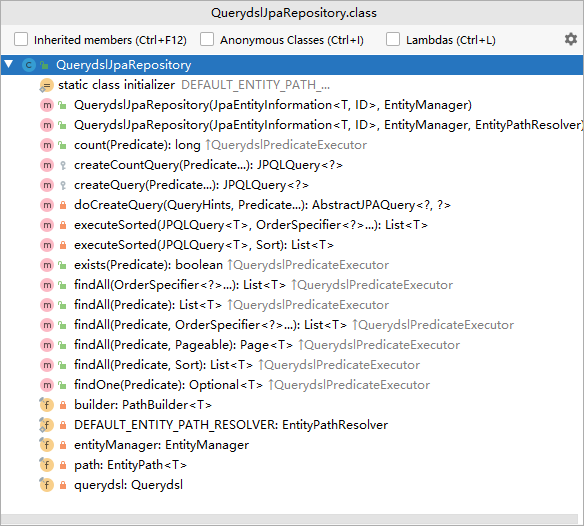 QuerydslJpaRepository.class
Inherited members (Ctrl+F12) Anonymous Classes (Ctrl+I) Lambdas (Ctrl+L)
QuerydslJpaRepository
static class initializer DEFAULT_ENTITY_PATH_...
QuerydslJpaRepository(JpaEntityInformation<T, ID>, EntityManager)
QuerydslJpaRepository(JpaEntityInformation<T, ID>, EntityManager, EntityPathResolver)
count(Predicate): long ↑QuerydslPredicateExecutor
createCountQuery(Predicate...): JPQLQuery<?>
createQuery(Predicate...): JPQLQuery<?>
doCreateQuery(QueryHints, Predicate...): AbstractJPAQuery<?, ?>
executeSorted(JPQLQuery<T>, OrderSpecifier<?>...): List<T>
executeSorted(JPQLQuery<T>, Sort): List<T>
exists(Predicate): boolean ↑QuerydslPredicateExecutor
findAll(OrderSpecifier<?>...): List<T> ↑QuerydslPredicateExecutor
findAll(Predicate): List<T> ↑QuerydslPredicateExecutor
findAll(Predicate, OrderSpecifier<?>...): List<T> ↑QuerydslPredicateExecutor
findAll(Predicate, Pageable): Page<T> ↑QuerydslPredicateExecutor
findAll(Predicate, Sort): List<T> ↑QuerydslPredicateExecutor
findOne(Predicate): Optional<T> ↑QuerydslPredicateExecutor
builder: PathBuilder<T>
DEFAULT_ENTITY_PATH_RESOLVER: EntityPathResolver
entityManager: EntityManager
path: EntityPath<T>
querydsl: Querydsl